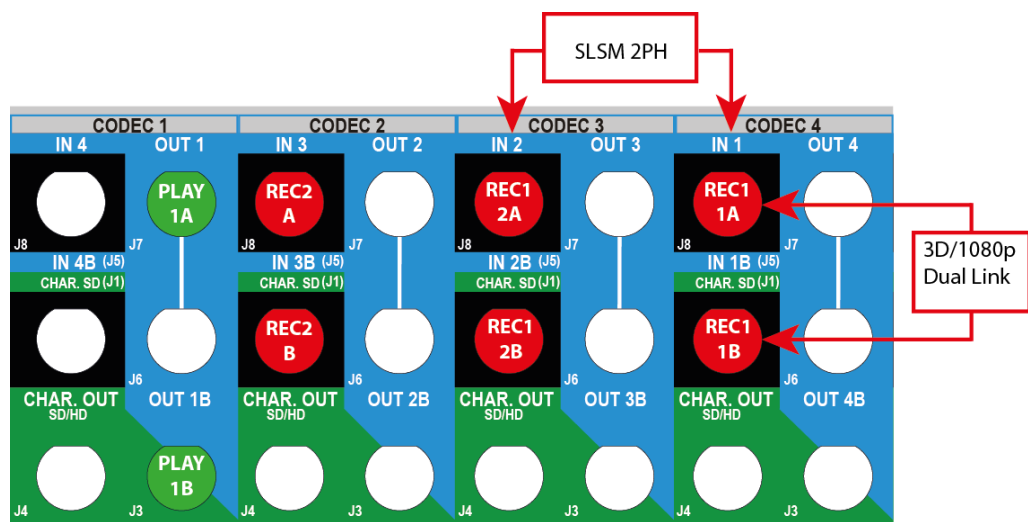 SLSM 2PH
CODEC 1 CODEC 2 CODEC 3 CODEC 4
IN 4 OUT 1 IN 3 OUT 2 IN 2 OUT 3 IN 1 OUT 4
PLAY 1A
REC2 A
REC1 2A
REC1 1A
J8 J7 J8 J7 J8 J7 J8 J7
3D/1080p
Dual Link
IN 4B (J5) IN 3B (J5) IN 2B (J5) IN 1B (J5)
CHAR. SD (J1) CHAR. SD (J1) CHAR. SD (J1) CHAR. SD (J1)
REC2 B
REC1 2B
REC1 1B
J6 J6 J6 J6
CHAR. OUT OUT 1B CHAR. OUT OUT 2B CHAR. OUT OUT 3B CHAR. OUT OUT 4B
SD/HD SD/HD SD/HD SD/HD
PLAY 1B
J4 J3 J4 J3 J4 J3 J4 J3